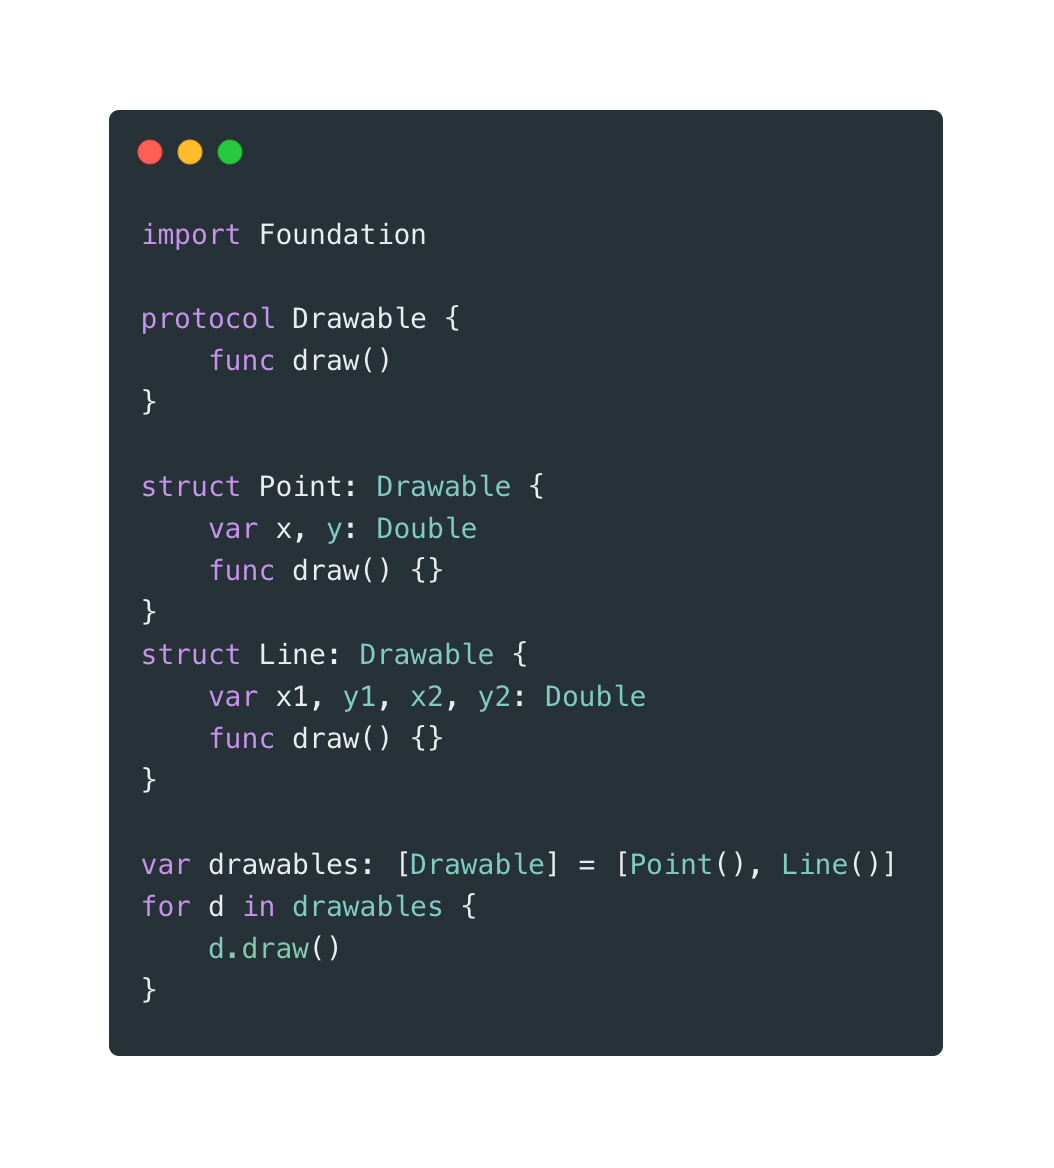 import Foundation

protocol Drawable {
    func draw()
}

struct Point: Drawable {
    var x, y: Double
    func draw() {}
}
struct Line: Drawable {
    var x1, y1, x2, y2: Double
    func draw() {}
}

var drawables: [Drawable] = [Point(), Line()]
for d in drawables {
    d.draw()
}